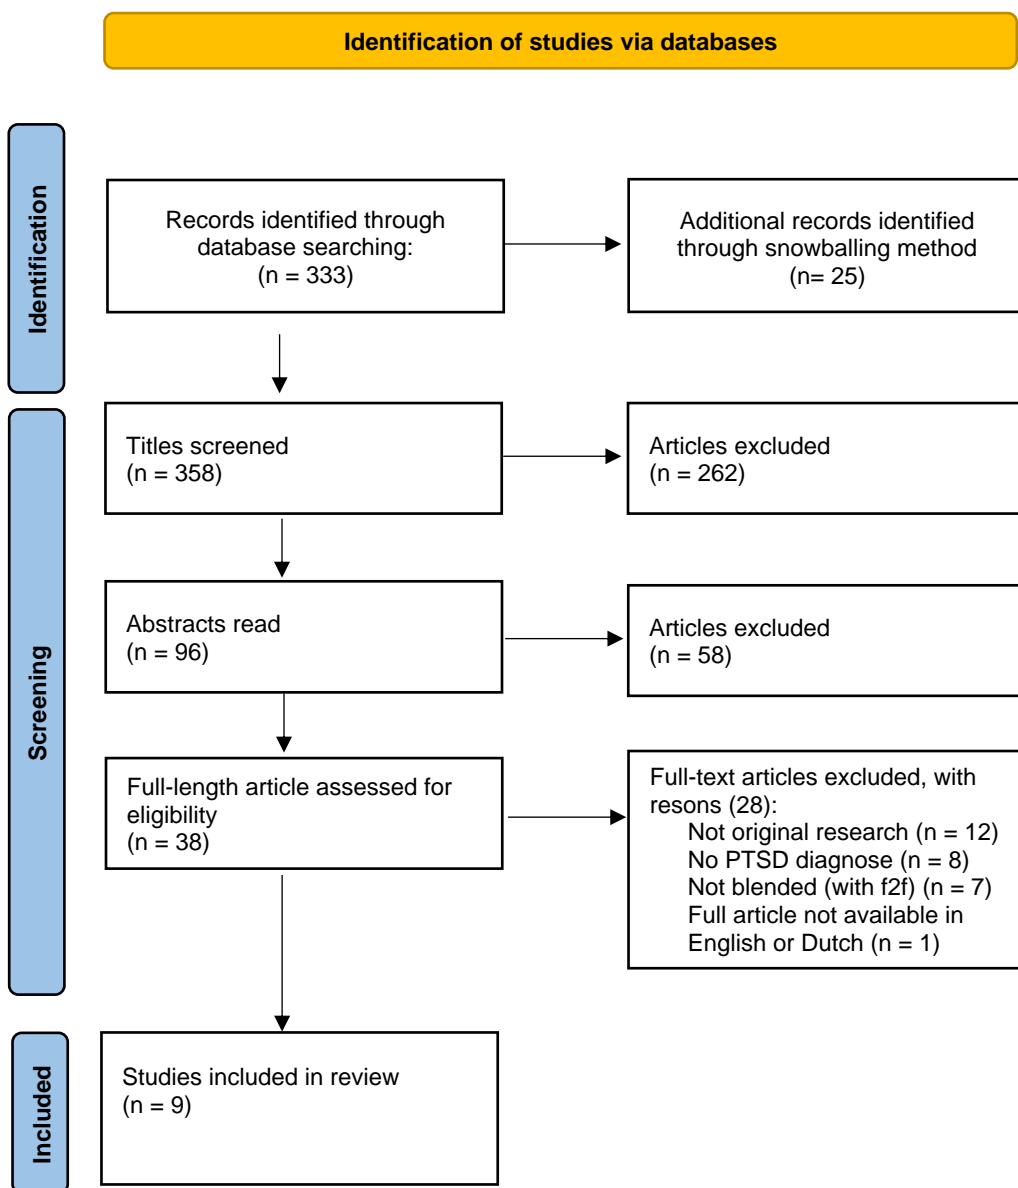 Identification of studies via databases
Identification
Records identified through
database searching:
(n = 333)
Additional records identified
through snowballing method
(n= 25)
Screening
Titles screened
(n = 358)
Articles excluded
(n = 262)
Abstracts read
(n = 96)
Articles excluded
(n = 58)
Full-length article assessed for
eligibility
(n = 38)
Full-text articles excluded, with
resons (28):
Not original research (n = 12)
No PTSD diagnose (n = 8)
Not blended (with f2f) (n = 7)
Full article not available in
English or Dutch (n = 1)
Included
Studies included in review
(n = 9)